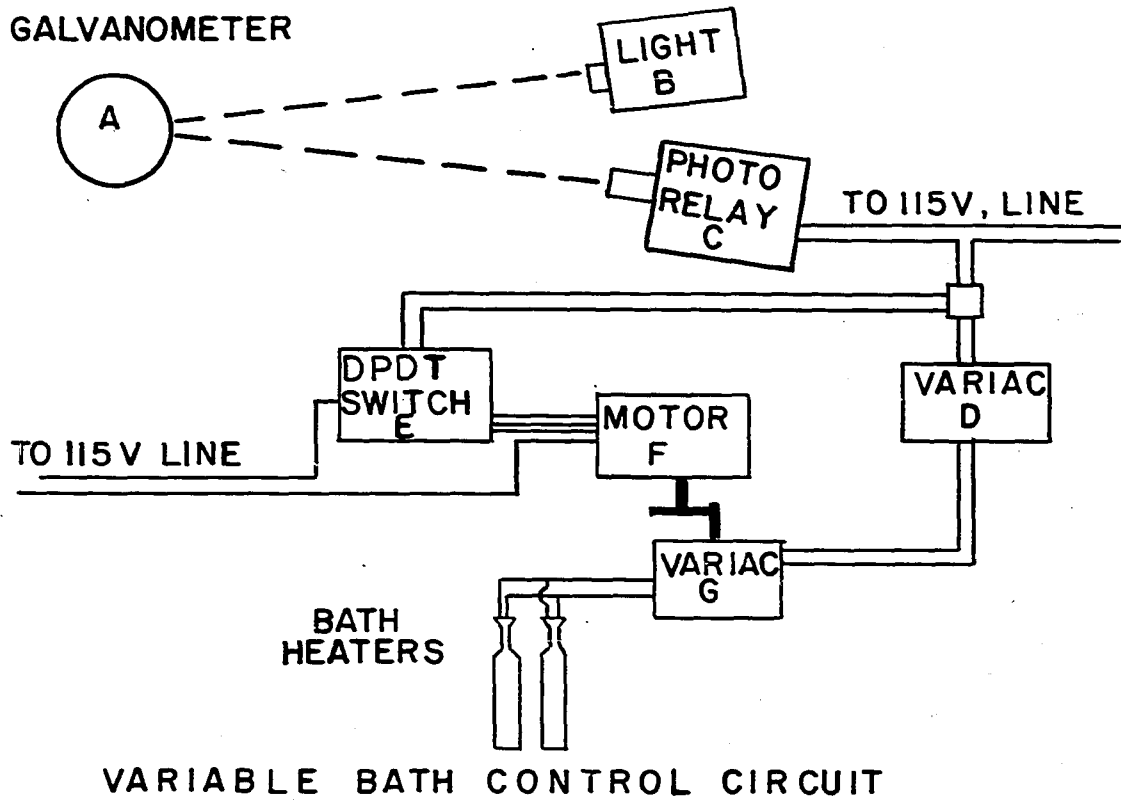 GALVANOMETER
A
LIGHT
B
PHOTO
RELAY
C
TO 115V, LINE
DPDT
SWITCH
E
MOTOR
F
VARIAC
D
TO 115V LINE
VARIAC
G
BATH
HEATERS
VARIABLE BATH CONTROL CIRCUIT